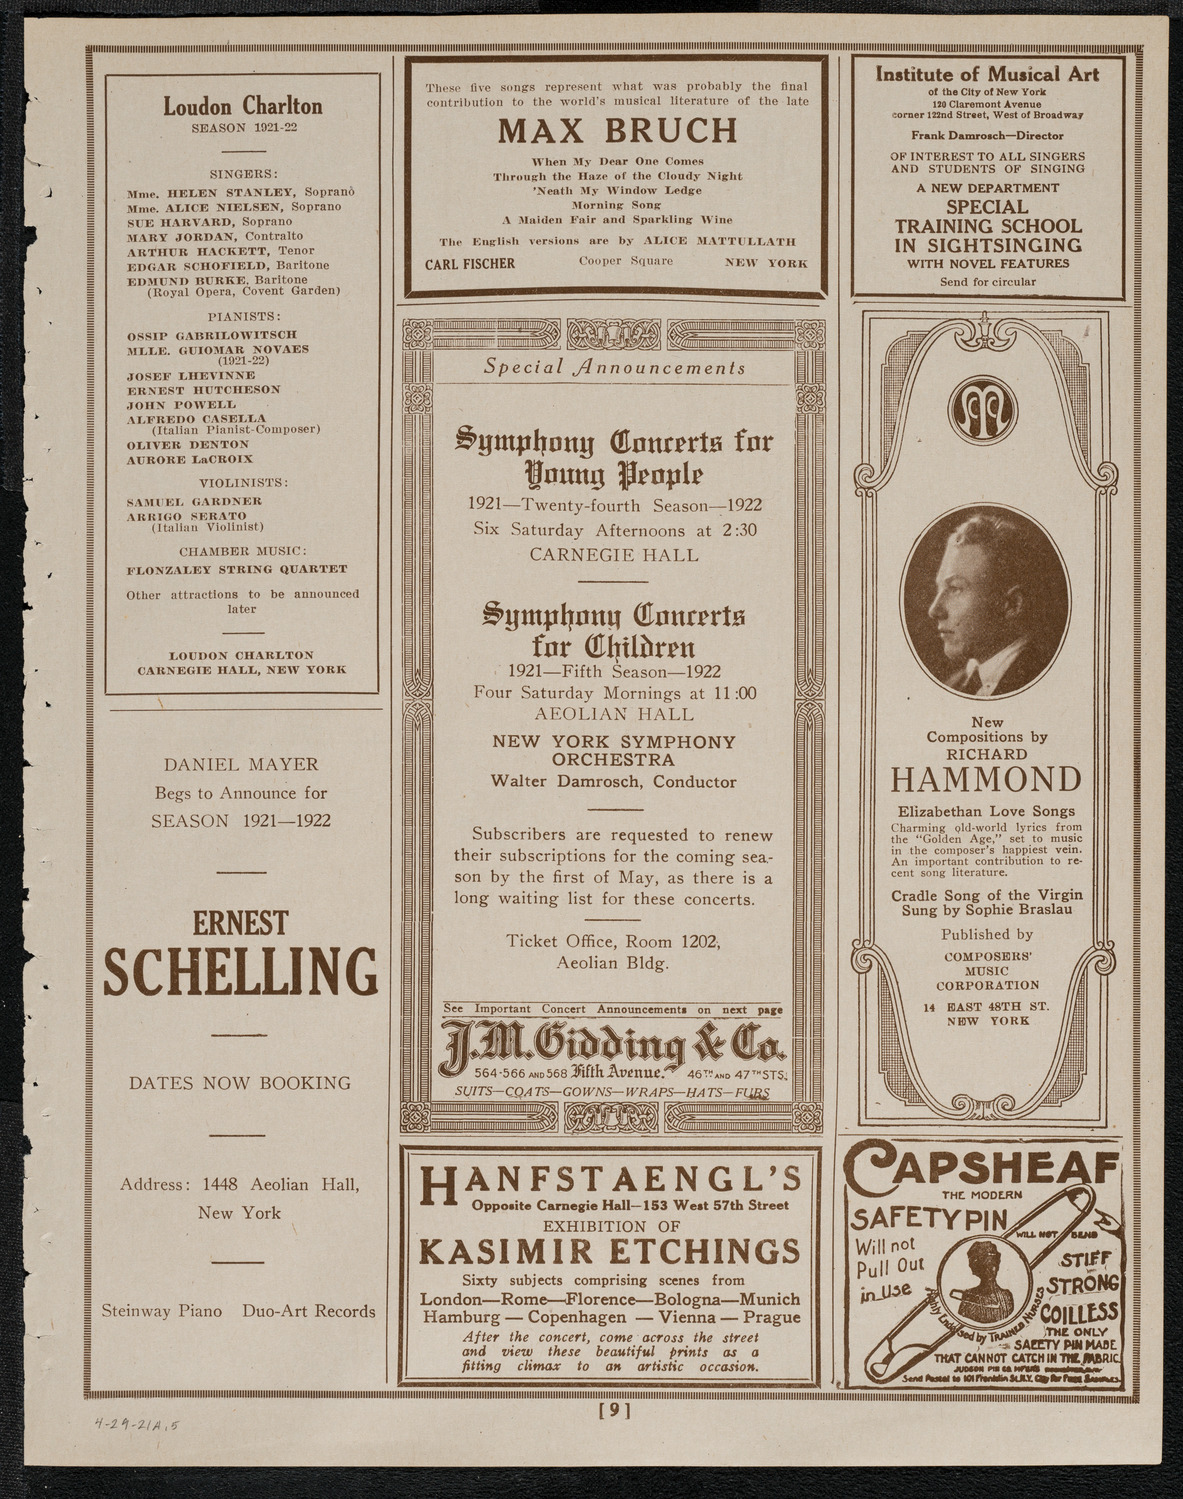 Loudon Charlton
SEASON 1921-22
SINGERS:
Mme. HELEN STANLEY, Soprano
Mme. ALICE NIELSEN, Soprano
SUE HARVARD, Soprano
MARY JORDAN, Contralto
ARTHUR HACKETT, Tenor
EDGAR SCHOFIELD, Baritone
EDMUND BURKE, Baritone
(Royal Opera, Covent Garden)
PIANISTS:
OSSIP GABRILOWITSCH
MLLE. GUIOMAR NOVAES
(1921-22)
JOSEF LHEVINNE
ERNEST HUTCHESON
JOHN POWELL
ALFREDO CASELLA
(Italian Pianist-Composer)
OLIVER DENTON
AURORE LaCROIX
VIOLINISTS:
SAMUEL GARDNER
ARRIGO SERATO
(Italian Violinist)
CHAMBER MUSIC:
FLONZALEY STRING QUARTET
Other attractions to be announced
later
LOUDON CHARLTON
CARNEGIE HALL, NEW YORK
DANIEL MAYER
Begs to Announce for
SEASON 1921—1922
ERNEST
SCHELLING
DATES NOW BOOKING
Address: 1448 Aeolian Hall,
New York
Steinway Piano Duo-Art Records
These five songs represent what was probably the final
contribution to the world's musical literature of the late
MAX BRUCH
When My Dear One Comes
Through the Haze of the Cloudy Night
'Neath My Window Ledge
Morning Song
A Maiden Fair and Sparkling Wine
The English versions are by ALICE MATTULLATH
CARL FISCHER Cooper Square NEW YORK
Special Announcements
Symphony Concerts for
Young People
1921—Twenty-fourth Season—1922
Six Saturday Afternoons at 2:30
CARNEGIE HALL
Symphony Concerts
for Children
1921—Fifth Season—1922
Four Saturday Mornings at 11:00
AEOLIAN HALL
NEW YORK SYMPHONY
ORCHESTRA
Walter Damrosch, Conductor
Subscribers are requested to renew
their subscriptions for the coming sea-
son by the first of May, as there is a
long waiting list for these concerts.
Ticket Office, Room 1202,
Aeolian Bldg.
See Important Concert Announcements on next page
J.M. Gidding & Co.
564-566 AND 568 Fifth Avenue. 46TH AND 47TH STS.
SUITS—COATS—GOWNS—WRAPS—HATS—FURS
HANFSTAENGL'S
Opposite Carnegie Hall—153 West 57th Street
EXHIBITION OF
KASIMIR ETCHINGS
Sixty subjects comprising scenes from
London—Rome—Florence—Bologna—Munich
Hamburg — Copenhagen — Vienna — Prague
After the concert, come across the street
and view these beautiful prints as a
fitting climax to an artistic occasion.
Institute of Musical Art
of the City of New York
120 Claremont Avenue
corner 122nd Street, West of Broadway
Frank Damrosch—Director
OF INTEREST TO ALL SINGERS
AND STUDENTS OF SINGING
A NEW DEPARTMENT
SPECIAL
TRAINING SCHOOL
IN SIGHTSINGING
WITH NOVEL FEATURES
Send for circular
New
Compositions by
RICHARD
HAMMOND
Elizabethan Love Songs
Charming old-world lyrics from
the "Golden Age," set to music
in the composer's happiest vein.
An important contribution to re-
cent song literature.
Cradle Song of the Virgin
Sung by Sophie Braslau
Published by
COMPOSERS'
MUSIC
CORPORATION
14 EAST 48TH ST.
NEW YORK
CAPSHEAF
THE MODERN
SAFETY PIN
WILL NOT BEND
Will not
Pull Out
in Use
STIFF
STRONG
COILLESS
Highly Endorsed by TRAINED NURSES
THE ONLY
SAFETY PIN MADE
THAT CANNOT CATCH IN THE FABRIC
JUDSON PIN CO MFRS
Send Postal to 101 Franklin St. N.Y. City for Free Samples
[9]
4-29-21A,5